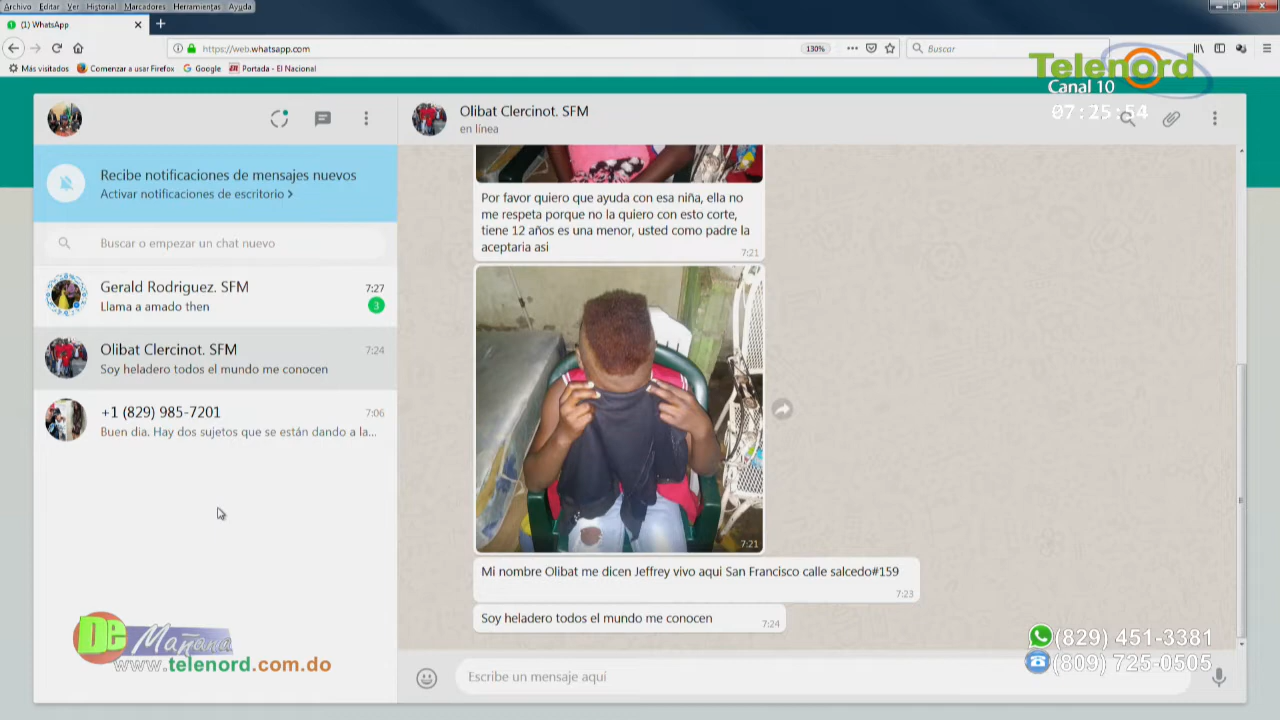 Archivo Editar Ver Historial Marcadores Herramientas Ayuda
(1) WhatsApp
https://web.whatsapp.com
130%
Buscar
Más visitados Comenzar a usar Firefox Google Portada - El Nacional
Telenord
Canal 10
07:25:54
Olibat Clercinot. SFM
en línea
Recibe notificaciones de mensajes nuevos
Activar notificaciones de escritorio >
Buscar o empezar un chat nuevo
Gerald Rodriguez. SFM 7:27
Llama a amado then 3
Olibat Clercinot. SFM 7:24
Soy heladero todos el mundo me conocen
+1 (829) 985-7201 7:06
Buen dia. Hay dos sujetos que se están dando a la...
Por favor quiero que ayuda con esa niña, ella no
me respeta porque no la quiero con esto corte,
tiene 12 años es una menor, usted como padre la
aceptaria asi
7:21
7:21
Mi nombre Olibat me dicen Jeffrey vivo aqui San Francisco calle salcedo#159
7:23
Soy heladero todos el mundo me conocen
7:24
Escribe un mensaje aquí
De Mañana
www.telenord.com.do
(829) 451-3381
(809) 725-0505